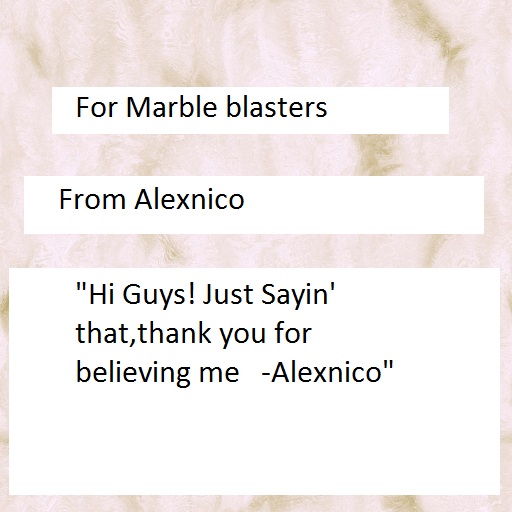 For Marble blasters
From Alexnico
"Hi Guys! Just Sayin'
that,thank you for
believing me   -Alexnico"